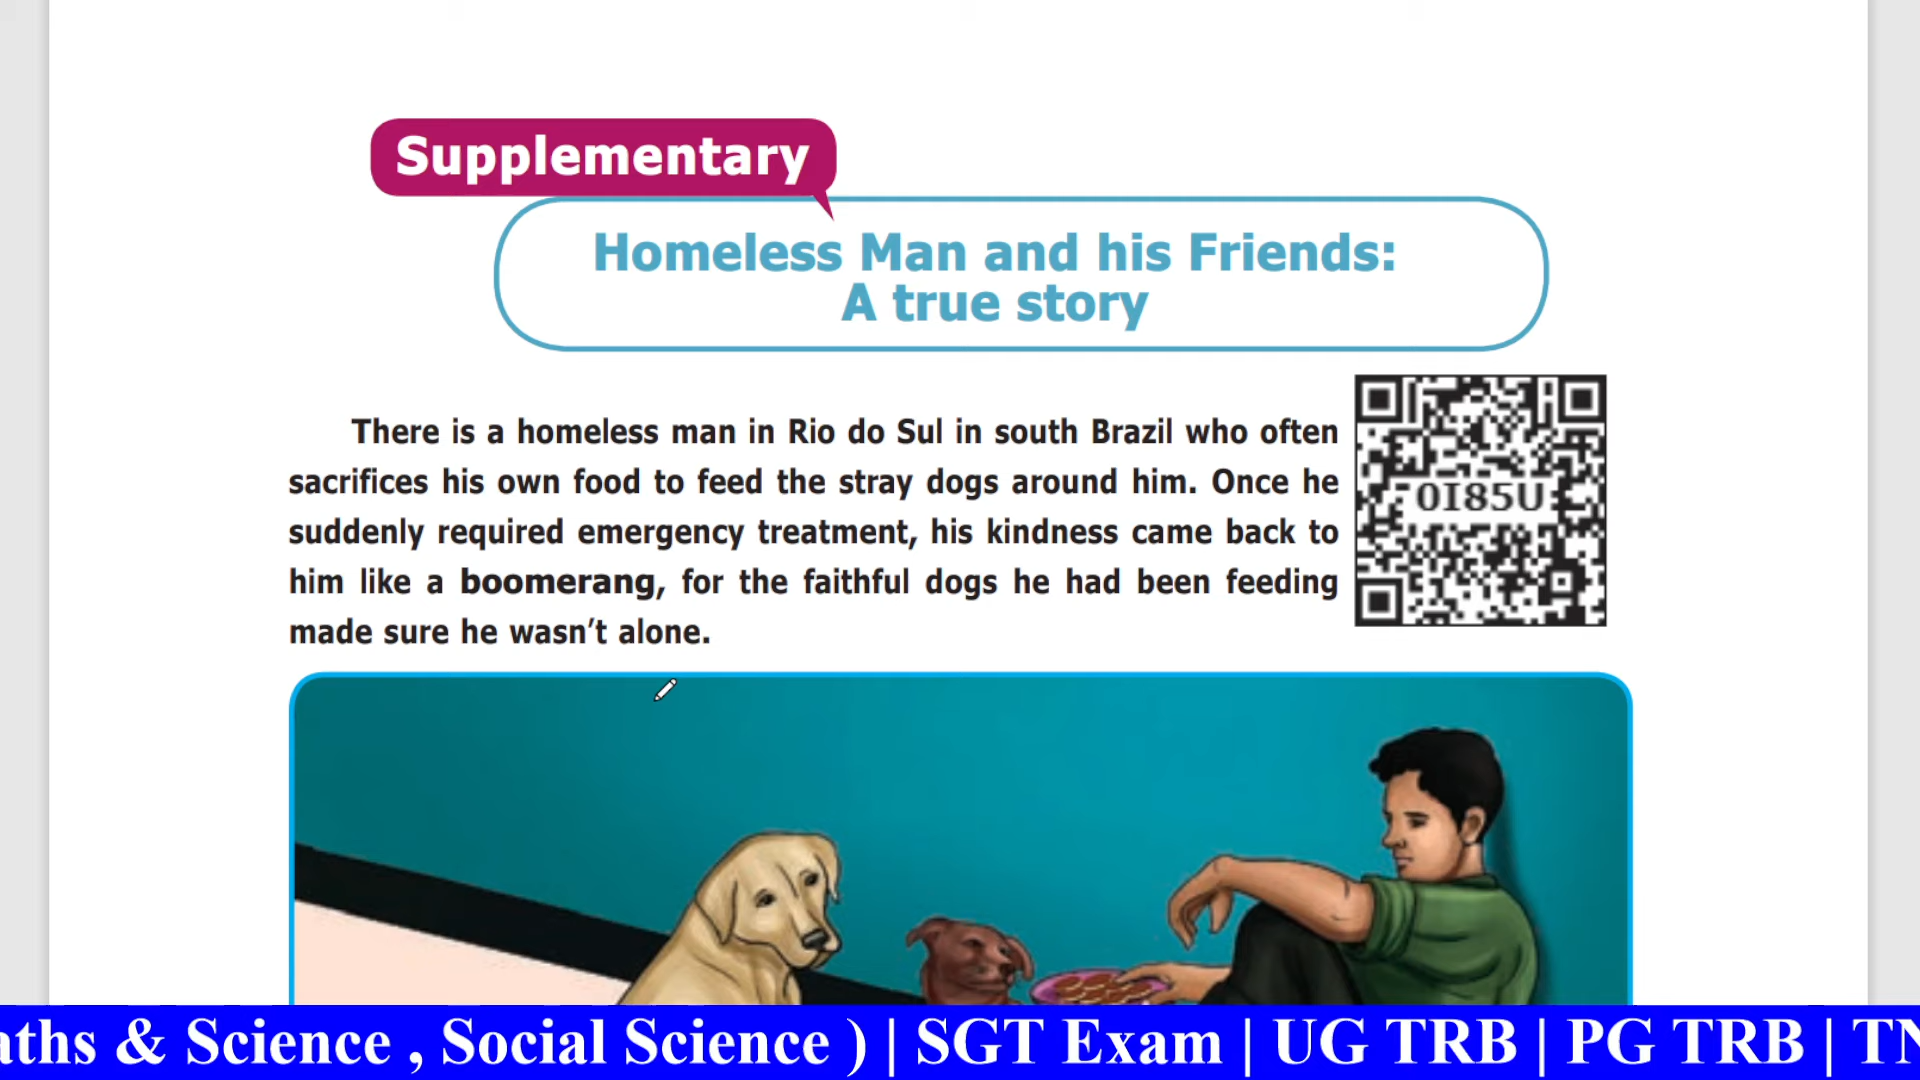 Supplementary
Homeless Man and his Friends:
A true story
There is a homeless man in Rio do Sul in south Brazil who often
sacrifices his own food to feed the stray dogs around him. Once he
suddenly required emergency treatment, his kindness came back to
him like a boomerang, for the faithful dogs he had been feeding
made sure he wasn’t alone.
0I85U
& Science , Social Science ) | SGT Exam | UG TRB | PG TRB |